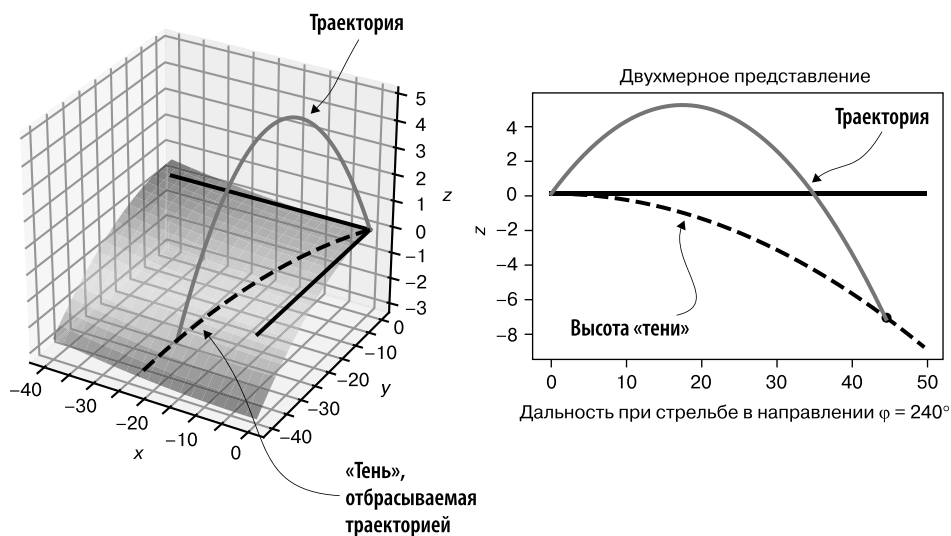 Траектория
5
4
3
2
1
0
−1
−2
−3
z
0
−10
−20
−30
−40
y
−40
−30
−20
−10
0
x
«Тень»,
отбрасываемая
траекторией
Двухмерное представление
Траектория
4
2
0
−2
−4
−6
−8
z
Высота «тени»
0 10 20 30 40 50
Дальность при стрельбе в направлении φ = 240°